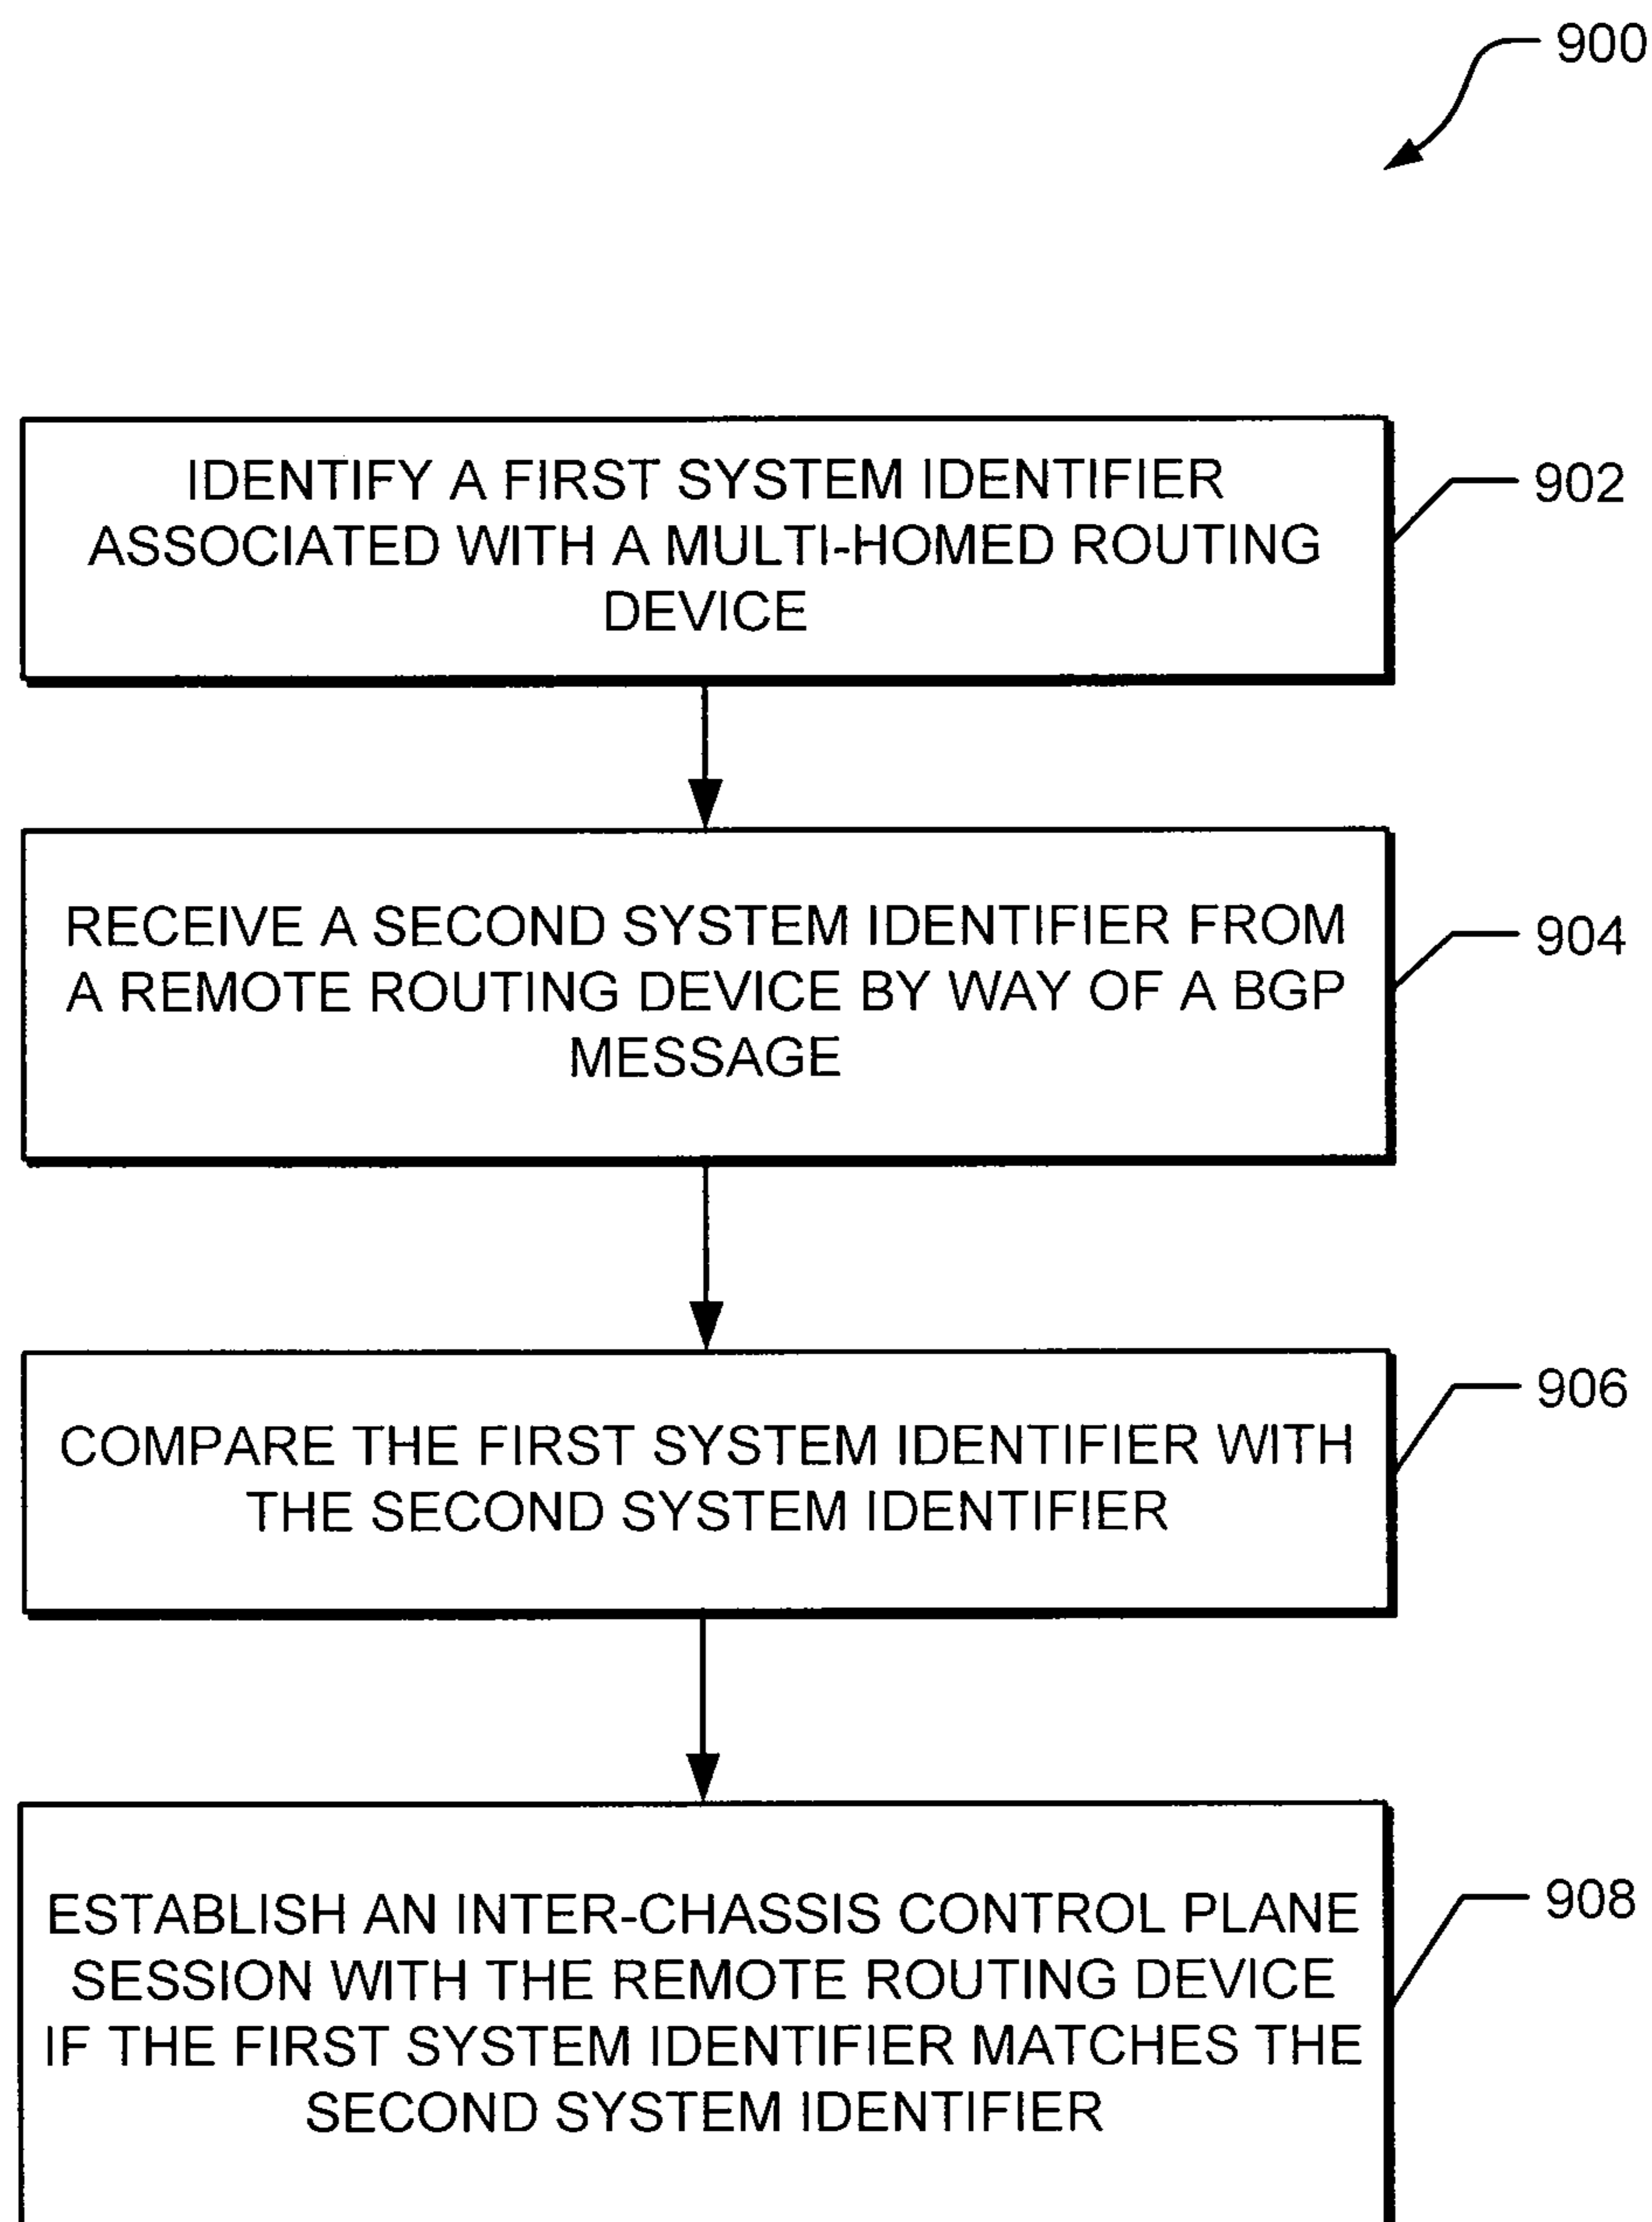 900
IDENTIFY A FIRST SYSTEM IDENTIFIER
ASSOCIATED WITH A MULTI-HOMED ROUTING
DEVICE
902
RECEIVE A SECOND SYSTEM IDENTIFIER FROM
A REMOTE ROUTING DEVICE BY WAY OF A BGP
MESSAGE
904
COMPARE THE FIRST SYSTEM IDENTIFIER WITH
THE SECOND SYSTEM IDENTIFIER
906
ESTABLISH AN INTER-CHASSIS CONTROL PLANE
SESSION WITH THE REMOTE ROUTING DEVICE
IF THE FIRST SYSTEM IDENTIFIER MATCHES THE
SECOND SYSTEM IDENTIFIER
908